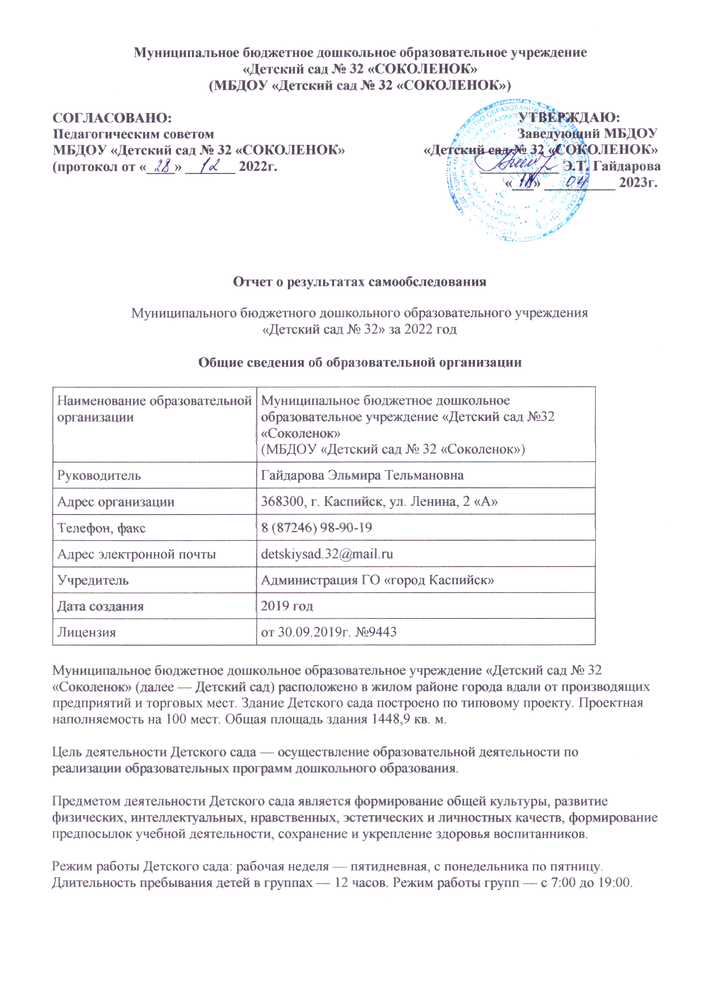 Муниципальное бюджетное дошкольное образовательное учреждение
«Детский сад № 32 «СОКОЛЕНОК»
(МБДОУ «Детский сад № 32 «СОКОЛЕНОК»)
СОГЛАСОВАНО:
Педагогическим советом
МБДОУ «Детский сад № 32 «СОКОЛЕНОК»
(протокол от «28» 12 2022г.
УТВЕРЖДАЮ:
Заведующий МБДОУ
«Детский сад № 32 «СОКОЛЕНОК»
Э.Т. Гайдарова
«18» 04 2023г.
Отчет о результатах самообследования
Муниципального бюджетного дошкольного образовательного учреждения
«Детский сад № 32» за 2022 год
Общие сведения об образовательной организации
Наименование образовательной
организации
Муниципальное бюджетное дошкольное
образовательное учреждение «Детский сад №32
«Соколенок»
(МБДОУ «Детский сад № 32 «Соколенок»)
Руководитель
Гайдарова Эльмира Тельмановна
Адрес организации
368300, г. Каспийск, ул. Ленина, 2 «А»
Телефон, факс
8 (87246) 98-90-19
Адрес электронной почты
detskiysad.32@mail.ru
Учредитель
Администрация ГО «город Каспийск»
Дата создания
2019 год
Лицензия
от 30.09.2019г. №9443
Муниципальное бюджетное дошкольное образовательное учреждение «Детский сад № 32
«Соколенок» (далее — Детский сад) расположено в жилом районе города вдали от производящих
предприятий и торговых мест. Здание Детского сада построено по типовому проекту. Проектная
наполняемость на 100 мест. Общая площадь здания 1448,9 кв. м.
Цель деятельности Детского сада — осуществление образовательной деятельности по
реализации образовательных программ дошкольного образования.
Предметом деятельности Детского сада является формирование общей культуры, развитие
физических, интеллектуальных, нравственных, эстетических и личностных качеств, формирование
предпосылок учебной деятельности, сохранение и укрепление здоровья воспитанников.
Режим работы Детского сада: рабочая неделя — пятидневная, с понедельника по пятницу.
Длительность пребывания детей в группах — 12 часов. Режим работы групп — с 7:00 до 19:00.